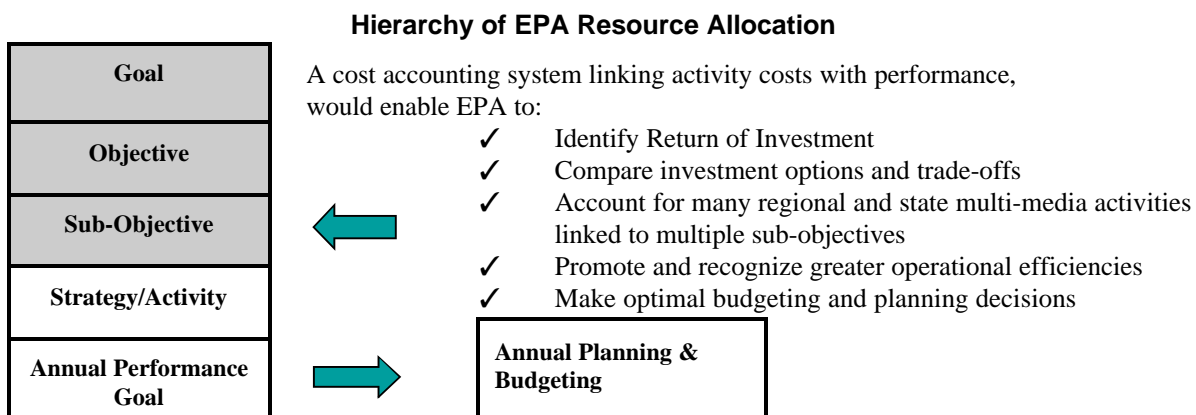 Hierarchy of EPA Resource Allocation
Goal
Objective
Sub-Objective
Strategy/Activity
Annual Performance
Goal
A cost accounting system linking activity costs with performance,
would enable EPA to:
✓ Identify Return of Investment
✓ Compare investment options and trade-offs
✓ Account for many regional and state multi-media activities
linked to multiple sub-objectives
✓ Promote and recognize greater operational efficiencies
✓ Make optimal budgeting and planning decisions
Annual Planning &
Budgeting